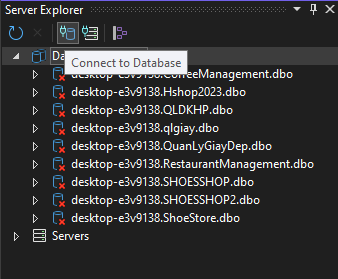 Server Explorer
Da
Connect to Database
desktop-e3v9138.CoffeeManagement.dbo
desktop-e3v9138.Hshop2023.dbo
desktop-e3v9138.QLDKHP.dbo
desktop-e3v9138.qlgiay.dbo
desktop-e3v9138.QuanLyGiayDep.dbo
desktop-e3v9138.RestaurantManagement.dbo
desktop-e3v9138.SHOESSHOP.dbo
desktop-e3v9138.SHOESSHOP2.dbo
desktop-e3v9138.ShoeStore.dbo
Servers